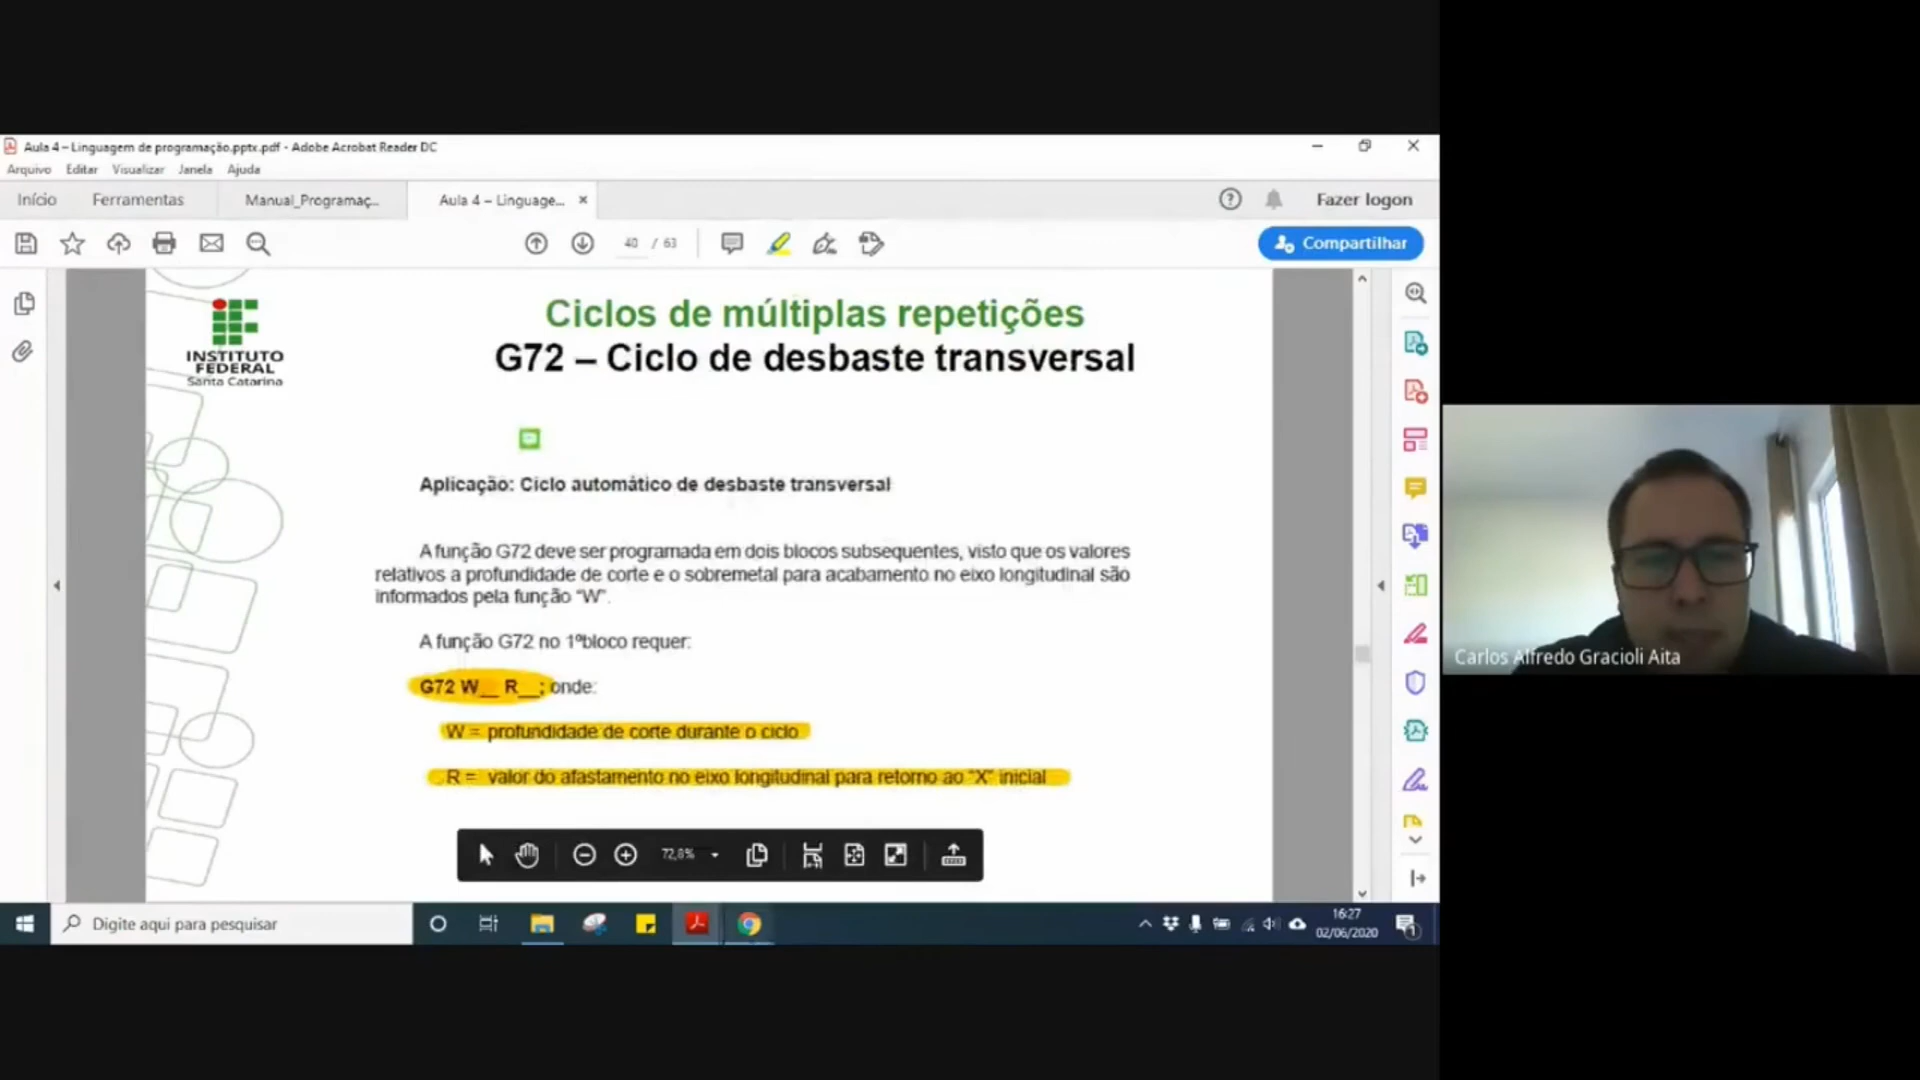 Aula 4 – Linguagem de programação.pptx.pdf - Adobe Acrobat Reader DC
Arquivo Editar Visualizar Janela Ajuda
Início Ferramentas Manual_Programaç... Aula 4 – Linguage... × Fazer logon
40 / 63 Compartilhar
INSTITUTO
FEDERAL
Santa Catarina
Ciclos de múltiplas repetições
G72 – Ciclo de desbaste transversal
Aplicação: Ciclo automático de desbaste transversal
A função G72 deve ser programada em dois blocos subsequentes, visto que os valores
relativos a profundidade de corte e o sobremetal para acabamento no eixo longitudinal são
informados pela função “W”.
A função G72 no 1ºbloco requer:
G72 W__ R__; onde:
W = profundidade de corte durante o ciclo
R = valor do afastamento no eixo longitudinal para retorno ao “X” inicial
72,8%
Carlos Alfredo Gracioli Aita
Digite aqui para pesquisar
16:27
02/06/2020
1